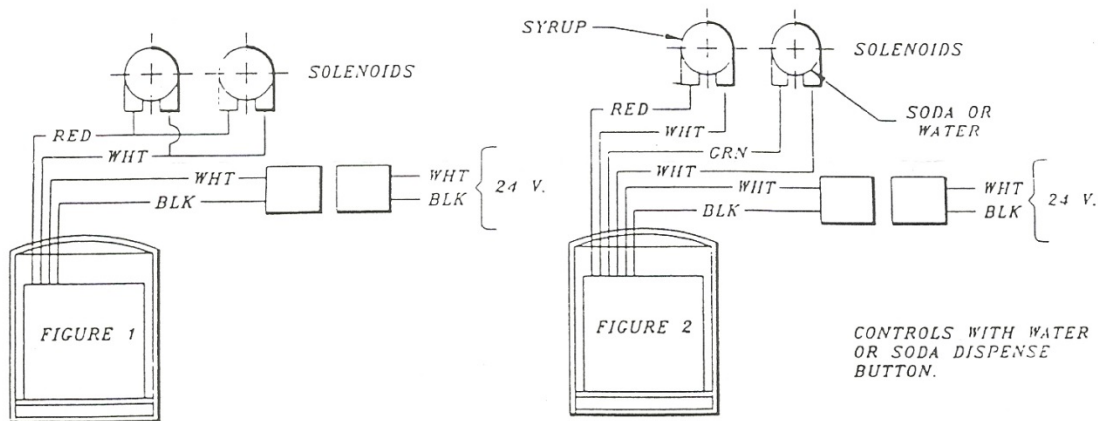 SOLENOIDS
RED
WHT
WHT
BLK
WHT
BLK
24 V.
FIGURE 1
SYRUP
SOLENOIDS
SODA OR
WATER
RED
WHT
GRN
WHT
WHT
BLK
WHT
BLK
24 V.
FIGURE 2
CONTROLS WITH WATER
OR SODA DISPENSE
BUTTON.